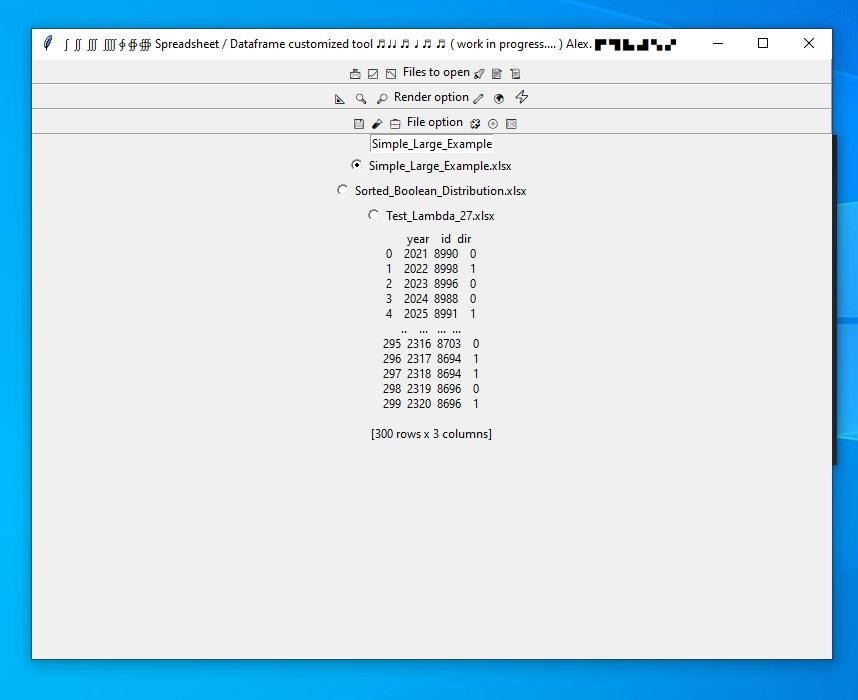 ∫ ∬ ∭ ⨌ ∮ ∯ ∰ Spreadsheet / Dataframe customized tool ♬♩♩ ♬ ♩ ♬ ♬ ( work in progress.... ) Alex. ▛ ▜ ▙ ▟ ▚ ▞
Files to open
Render option
File option
Simple_Large_Example
Simple_Large_Example.xlsx
Sorted_Boolean_Distribution.xlsx
Test_Lambda_27.xlsx
year id dir
0 2021 8990 0
1 2022 8998 1
2 2023 8996 0
3 2024 8988 0
4 2025 8991 1
.. ... ... ...
295 2316 8703 0
296 2317 8694 1
297 2318 8694 1
298 2319 8696 0
299 2320 8696 1
[300 rows x 3 columns]